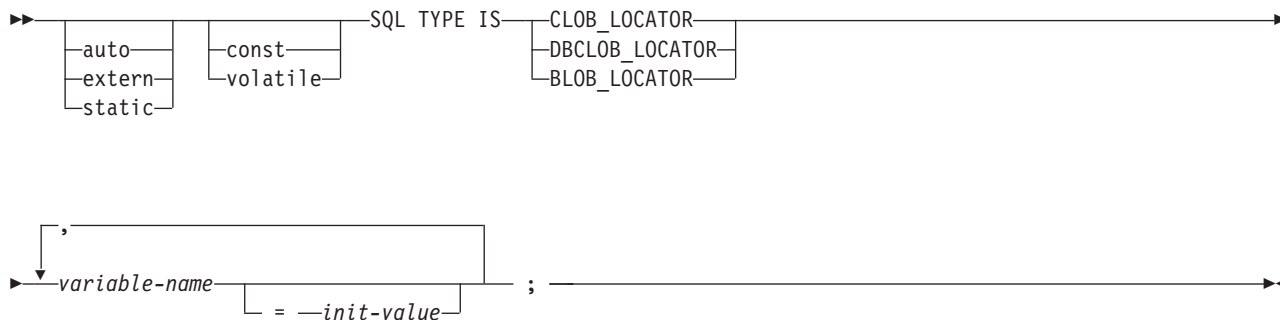 SQL TYPE IS CLOB_LOCATOR
auto const DBCLOB_LOCATOR
extern volatile BLOB_LOCATOR
static
,
variable-name ;
= init-value